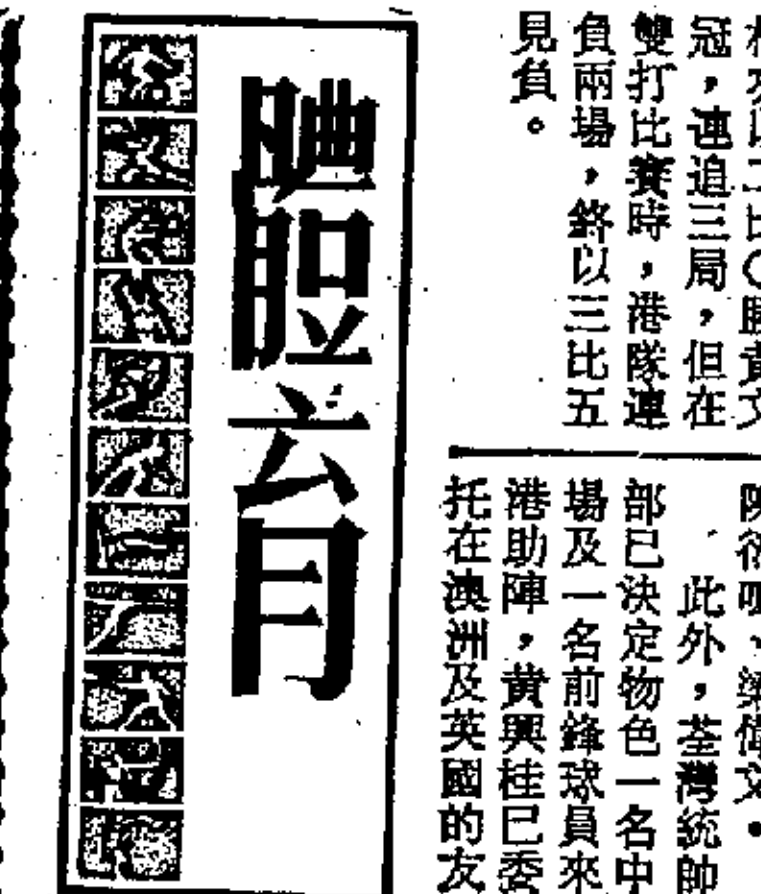 冠，連追三局，但在
雙打比賽時，港隊連
負兩場，終以三比五
見負。
此外，荃灣統帥
部已決定物色一名中
場及一名前鋒球員來
港助陣，黃興桂已委
托在澳洲及英國的友
體育